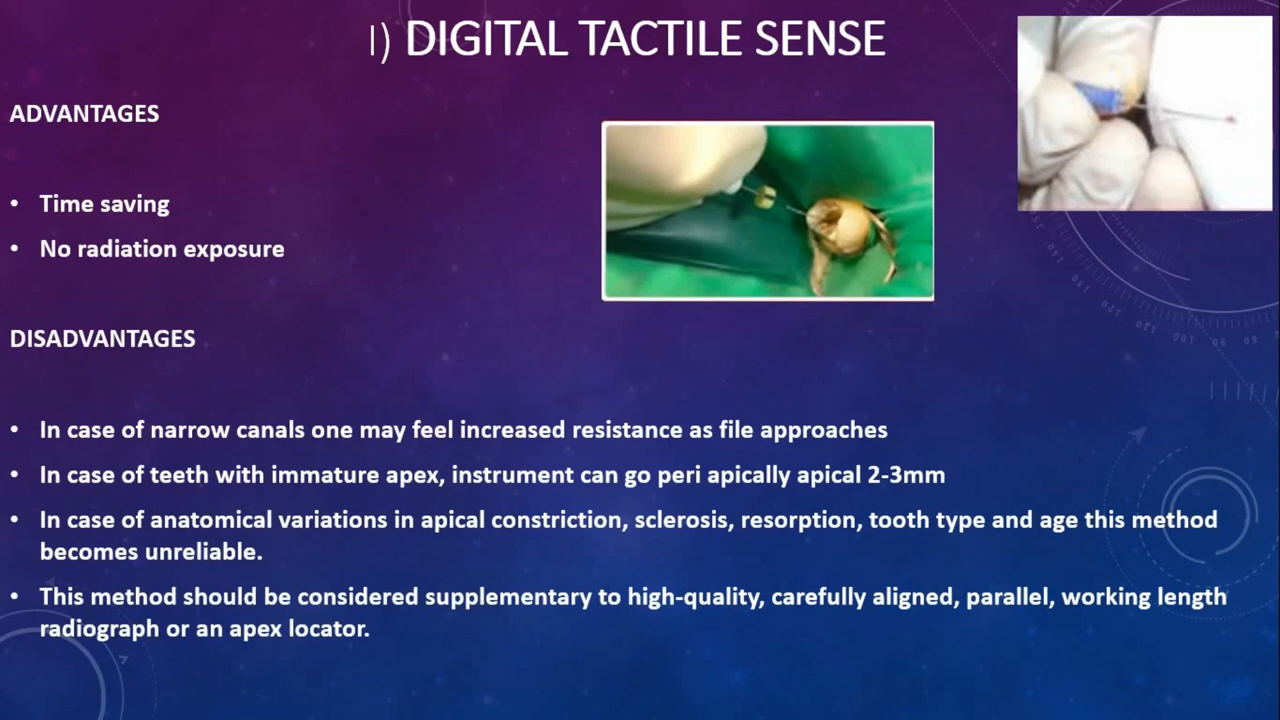 I) DIGITAL TACTILE SENSE
ADVANTAGES
• Time saving
• No radiation exposure
DISADVANTAGES
• In case of narrow canals one may feel increased resistance as file approaches
• In case of teeth with immature apex, instrument can go peri apically apical 2-3mm
• In case of anatomical variations in apical constriction, sclerosis, resorption, tooth type and age this method
becomes unreliable.
• This method should be considered supplementary to high-quality, carefully aligned, parallel, working length
radiograph or an apex locator.